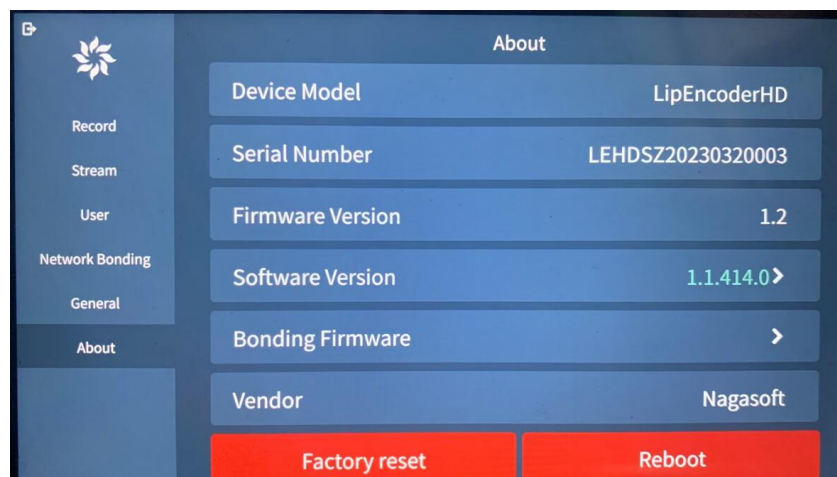 About
Record
Stream
User
Network Bonding
General
About
Device Model LipEncoderHD
Serial Number LEHDSZ20230320003
Firmware Version 1.2
Software Version 1.1.414.0
Bonding Firmware
Vendor Nagasoft
Factory reset Reboot